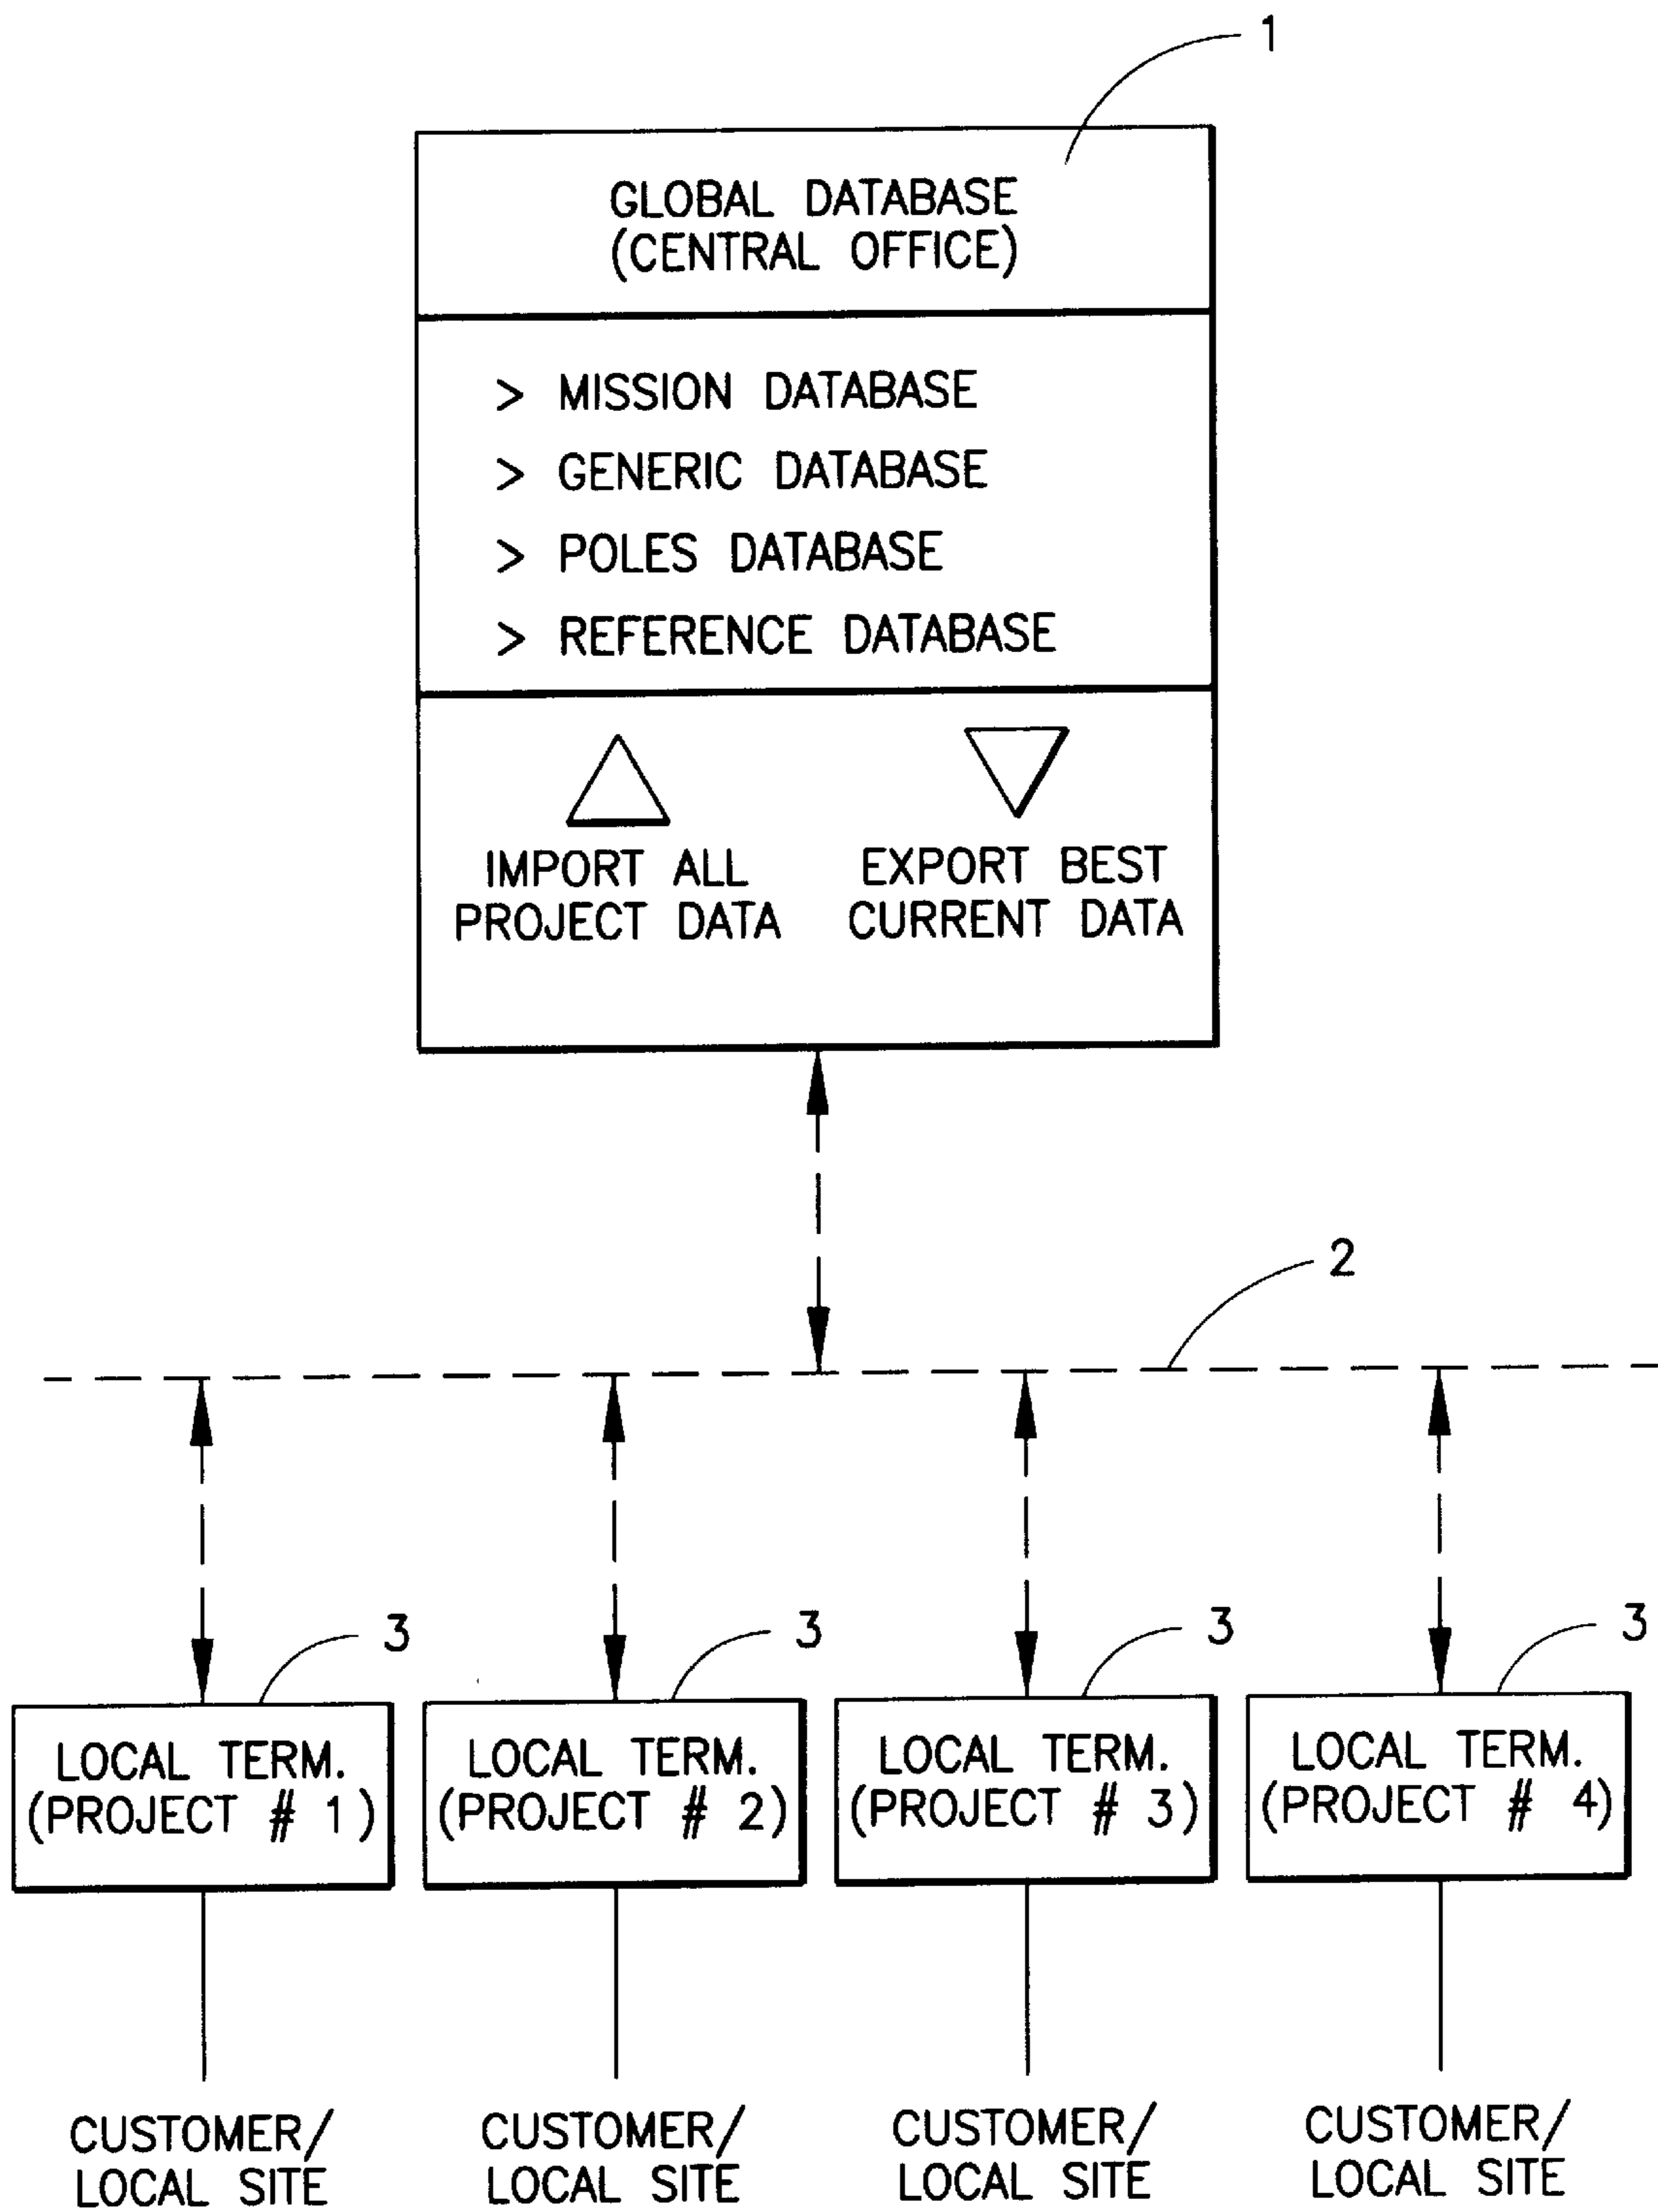 1
GLOBAL DATABASE
(CENTRAL OFFICE)
> MISSION DATABASE
> GENERIC DATABASE
> POLES DATABASE
> REFERENCE DATABASE
IMPORT ALL
PROJECT DATA
EXPORT BEST
CURRENT DATA
2
3
3
3
3
LOCAL TERM.
(PROJECT # 1)
LOCAL TERM.
(PROJECT # 2)
LOCAL TERM.
(PROJECT # 3)
LOCAL TERM.
(PROJECT # 4)
CUSTOMER/
LOCAL SITE
CUSTOMER/
LOCAL SITE
CUSTOMER/
LOCAL SITE
CUSTOMER/
LOCAL SITE